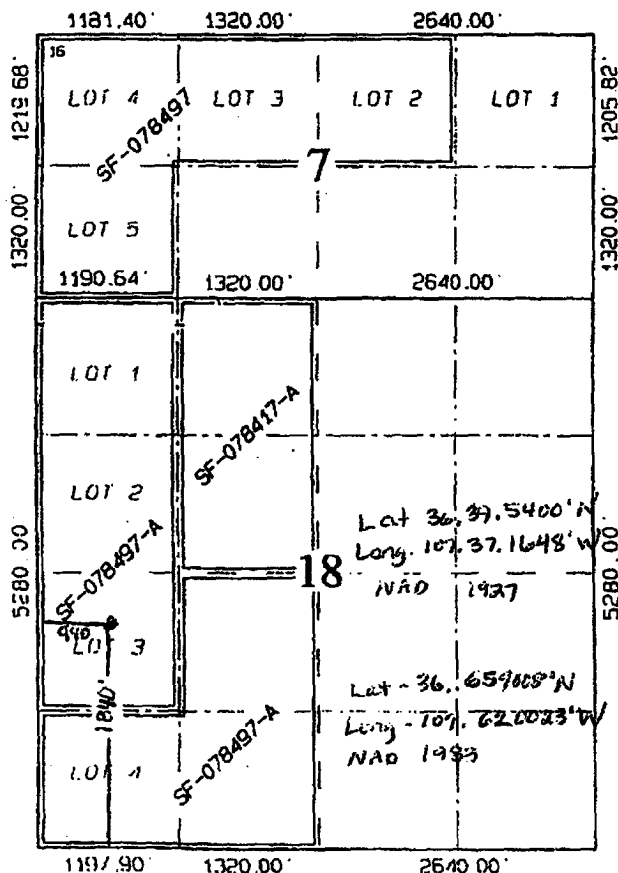 1181.40' 1320.00' 2640.00'
16
1219.68' LOT 4 LOT 3 LOT 2 LOT 1 1205.82'
SF-078497
7
1320.00' LOT 5 1320.00'
1190.64' 1320.00' 2640.00'
LOT 1
SF-078417-A
LOT 2
Lat 36.39.5400'N
Long. 107.37.1648'W
5280.00 18 5280.00'
NAD 1927
SF-078497-A
940 LOT 3
1840'
Lat - 36.659008°N
Long - 107.620023°W
NAD 1983
LOT 4
SF-078497-A
1197.90' 1320.00' 2640.00'